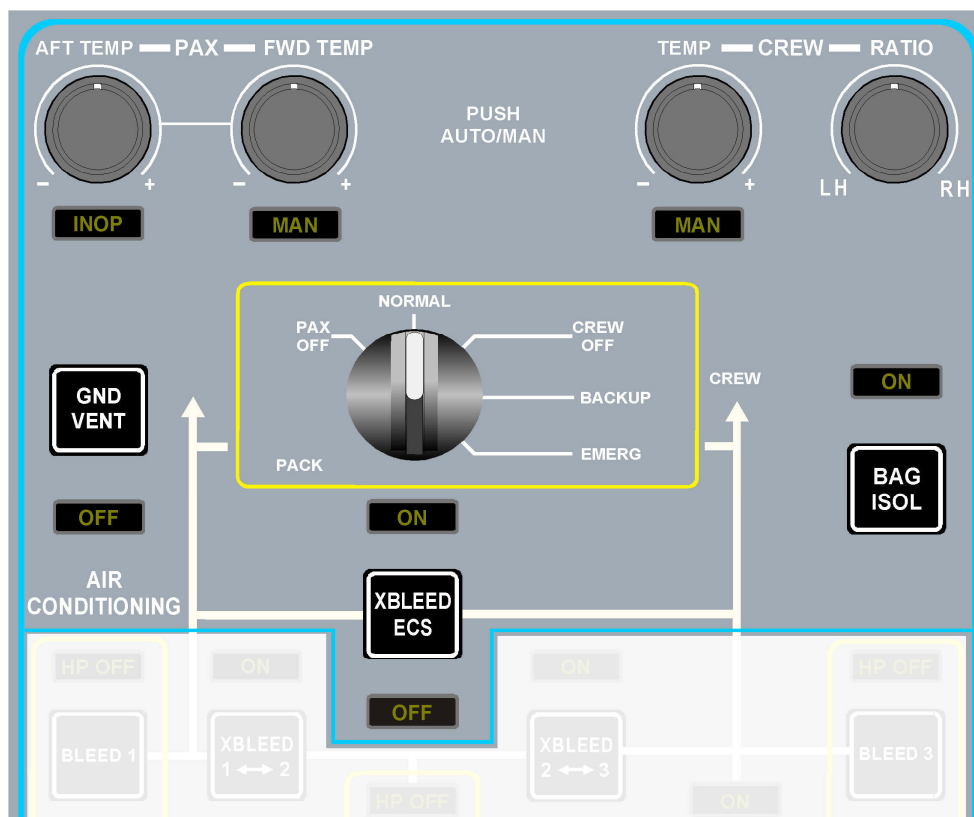 AFT TEMP PAX FWD TEMP
TEMP CREW RATIO
PUSH
AUTO/MAN
- +
- +
- +
LH RH
INOP
MAN
MAN
NORMAL
PAX
OFF
CREW
OFF
BACKUP
EMERG
PACK
CREW
ON
GND
VENT
BAG
ISOL
OFF
ON
AIR
CONDITIONING
XBLEED
ECS
OFF
HP OFF
ON
ON
HP OFF
BLEED 1
XBLEED
1 ↔ 2
XBLEED
2 ↔ 3
BLEED 3
HP OFF
ON